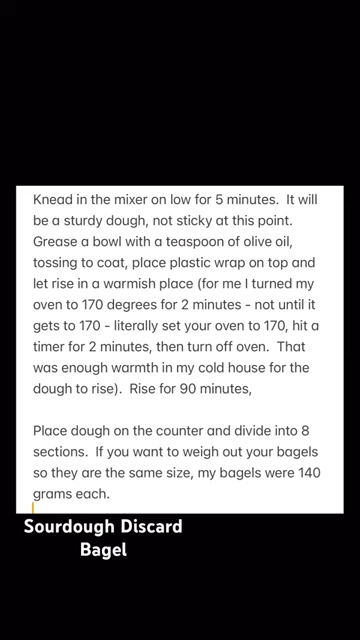 Knead in the mixer on low for 5 minutes.  It will
be a sturdy dough, not sticky at this point.
Grease a bowl with a teaspoon of olive oil,
tossing to coat, place plastic wrap on top and
let rise in a warmish place (for me I turned my
oven to 170 degrees for 2 minutes - not until it
gets to 170 - literally set your oven to 170, hit a
timer for 2 minutes, then turn off oven.  That
was enough warmth in my cold house for the
dough to rise).  Rise for 90 minutes,
Place dough on the counter and divide into 8
sections.  If you want to weigh out your bagels
so they are the same size, my bagels were 140
grams each.
Sourdough Discard
Bagel